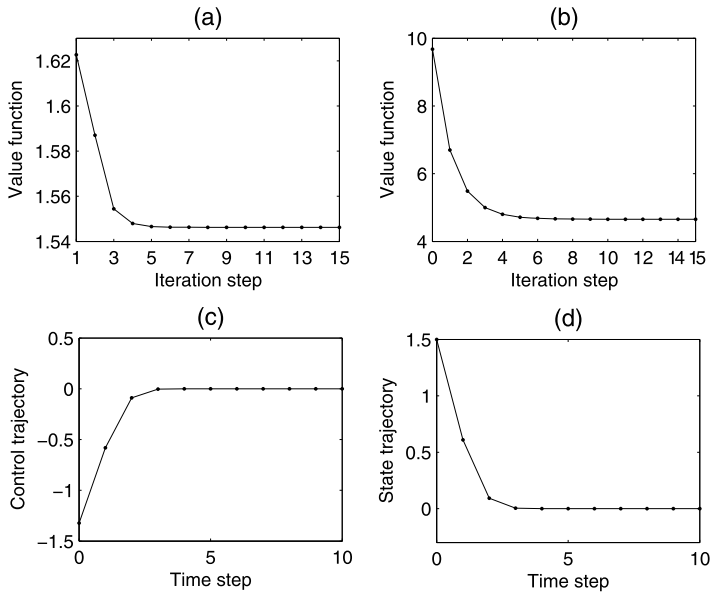 (a)
Value function
1.62
1.6
1.58
1.56
1.54
1 3 5 7 9 11 13 15
Iteration step
(b)
Value function
10
8
6
4
0 2 4 6 8 10 12 14 15
Iteration step
(c)
Control trajectory
0.5
0
−0.5
−1
−1.5
0 5 10
Time step
(d)
State trajectory
1.5
1
0.5
0
0 5 10
Time step